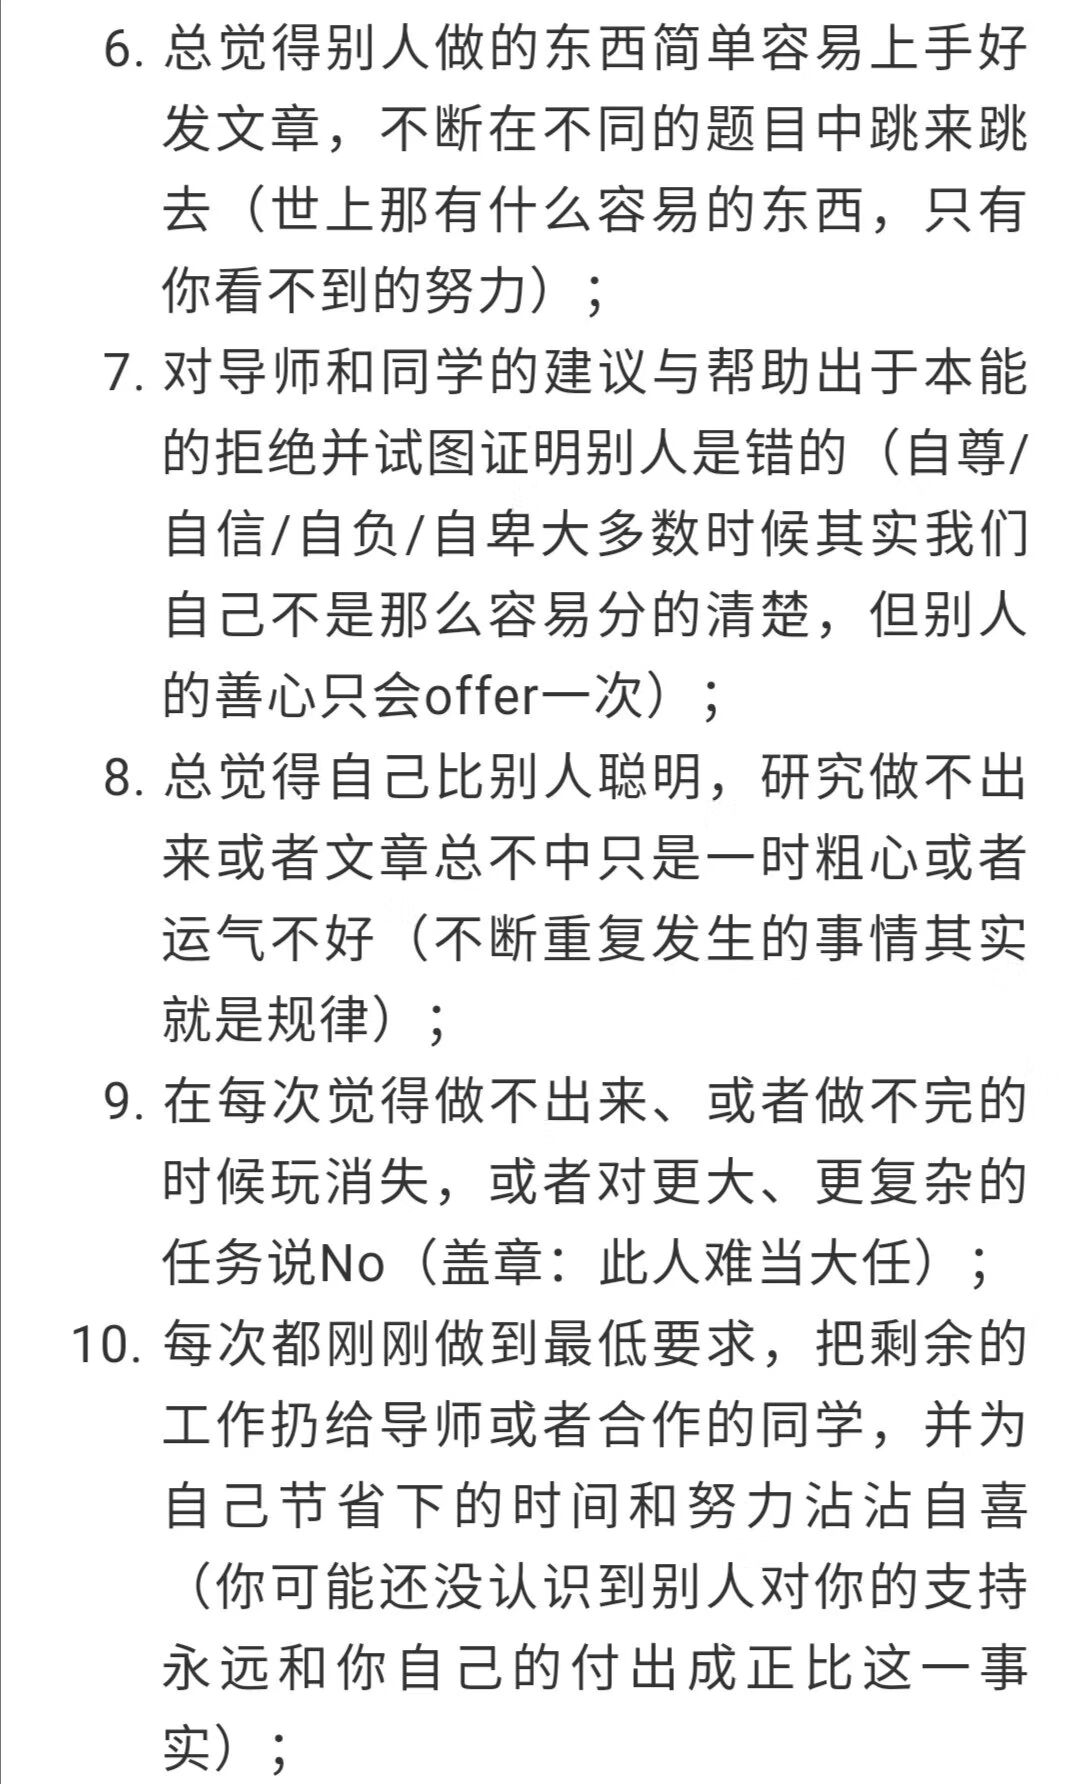 6. 总觉得别人做的东西简单容易上手好
发文章，不断在不同的题目中跳来跳
去（世上那有什么容易的东西，只有
你看不到的努力）；
7. 对导师和同学的建议与帮助出于本能
的拒绝并试图证明别人是错的（自尊/
自信/自负/自卑大多数时候其实我们
自己不是那么容易分的清楚，但别人
的善心只会offer一次）；
8. 总觉得自己比别人聪明，研究做不出
来或者文章总不中只是一时粗心或者
运气不好（不断重复发生的事情其实
就是规律）；
9. 在每次觉得做不出来、或者做不完的
时候玩消失，或者对更大、更复杂的
任务说No（盖章：此人难当大任）；
10. 每次都刚刚做到最低要求，把剩余的
工作扔给导师或者合作的同学，并为
自己节省下的时间和努力沾沾自喜
（你可能还没认识到别人对你的支持
永远和你自己的付出成正比这一事
实）；